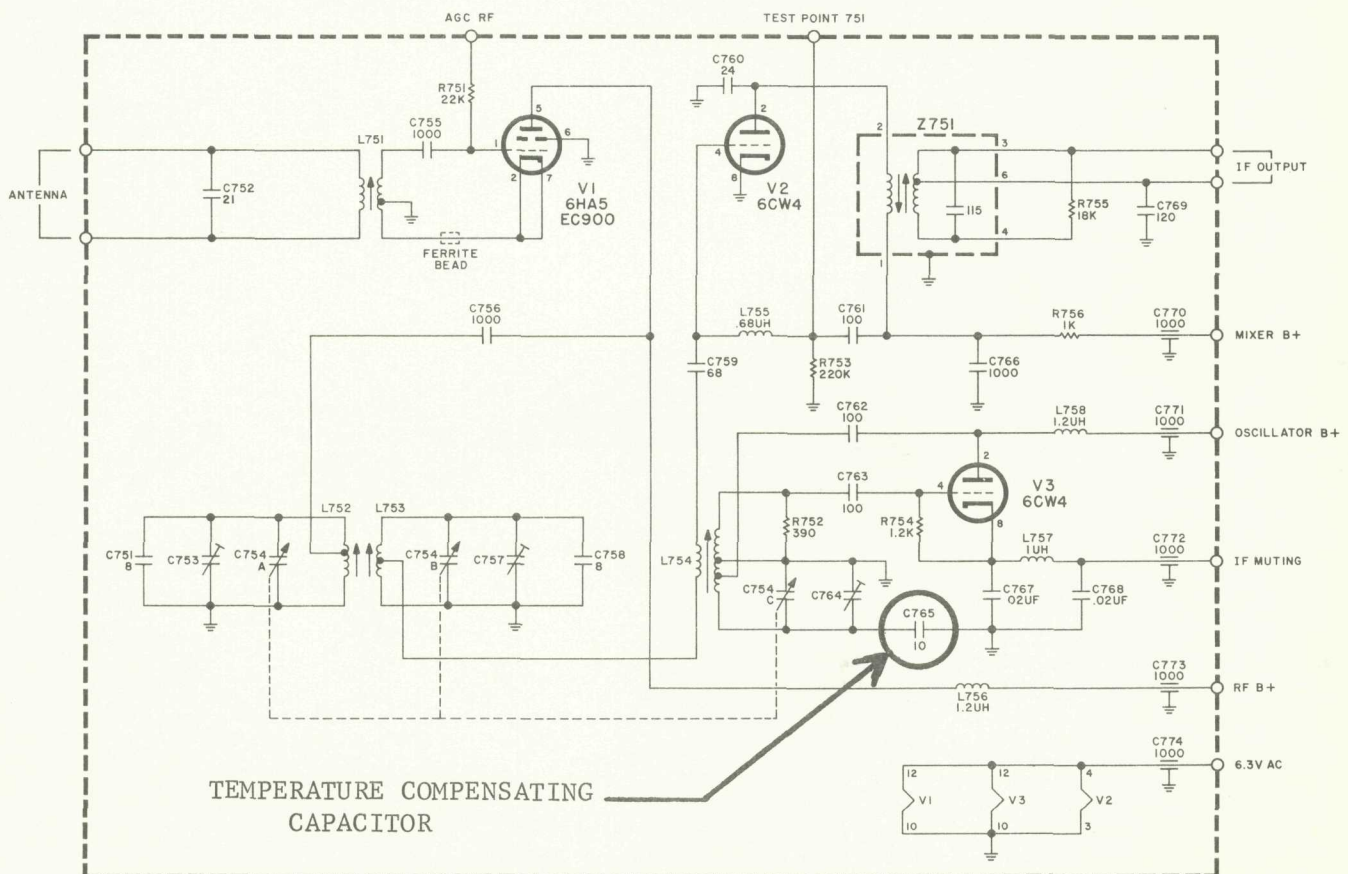 AGC RF
TEST POINT 751
C760
24
R751
22K
C755
1000
L751
5
6
1
2
7
V1
6HA5
EC900
2
4
8
V2
6CW4
Z751
2
3
6
4
1
115
R755
18K
C769
120
IF OUTPUT
ANTENNA
C752
21
FERRITE
BEAD
C756
1000
L755
.68UH
C761
100
R756
1K
C770
1000
MIXER B+
C759
68
R753
220K
C766
1000
C762
100
L758
1.2UH
C771
1000
OSCILLATOR B+
2
4
8
V3
6CW4
C763
100
R752
390
R754
1.2K
L757
1UH
C772
1000
IF MUTING
L752
L753
C751
8
C753
C754
A
C754
B
C757
C758
8
L754
C754
C
C764
C767
.02UF
C768
.02UF
C765
10
C773
1000
RF B+
L756
1.2UH
C774
1000
6.3V AC
12
12
4
V1
V3
V2
10
10
3
TEMPERATURE COMPENSATING
CAPACITOR